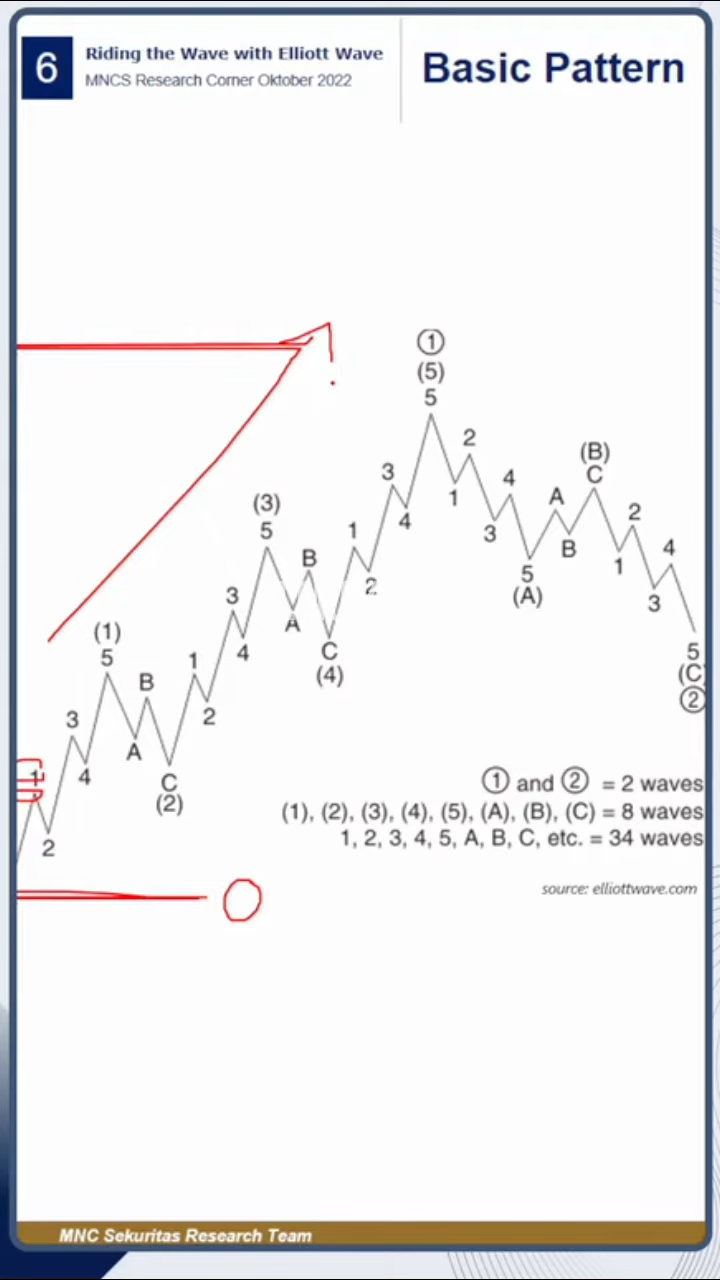 6
Riding the Wave with Elliott Wave
MNCS Research Corner Oktober 2022
Basic Pattern
①
(5)
5
2
3
(B)
C
4
1
A
4
(3)
5
3
2
B
1
4
B
1
5
(A)
2
4
1
3
A
C
(4)
3
4
(1)
5
1
B
2
5
(C
②
3
A
C
(2)
1
4
2
① and ② = 2 waves
(1), (2), (3), (4), (5), (A), (B), (C) = 8 waves
1, 2, 3, 4, 5, A, B, C, etc. = 34 waves
source: elliottwave.com
MNC Sekuritas Research Team